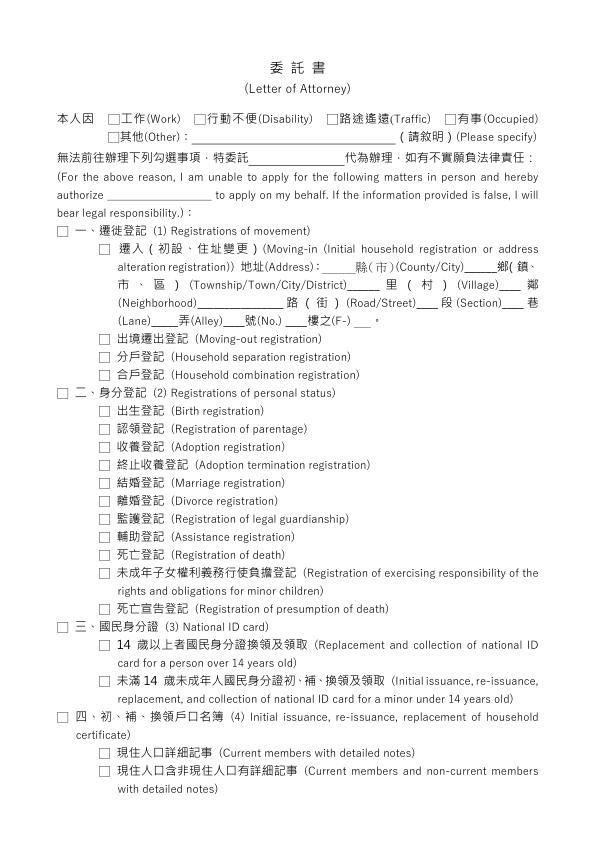 委 託 書
(Letter of Attorney)
本人因 □工作(Work) □行動不便(Disability) □路途遙遠(Traffic) □有事(Occupied)
□其他(Other)：____________________________(請敘明) (Please specify)
無法前往辦理下列勾選事項，特委託_____________代為辦理，如有不實願負法律責任：
(For the above reason, I am unable to apply for the following matters in person and hereby
authorize ______________ to apply on my behalf. If the information provided is false, I will
bear legal responsibility.)：
□ 一、遷徙登記 (1) Registrations of movement)
□ 遷入(初設、住址變更) (Moving-in (Initial household registration or address
alteration registration)) 地址(Address)：_____縣(市)(County/City)_____鄉(鎮、
市、區) (Township/Town/City/District)_____里(村) (Village)___鄰
(Neighborhood)____________路(街) (Road/Street)___段 (Section)___巷
(Lane)____弄(Alley)___號(No.) ___樓之(F-) __。
□ 出境遷出登記 (Moving-out registration)
□ 分戶登記 (Household separation registration)
□ 合戶登記 (Household combination registration)
□ 二、身分登記 (2) Registrations of personal status)
□ 出生登記 (Birth registration)
□ 認領登記 (Registration of parentage)
□ 收養登記 (Adoption registration)
□ 終止收養登記 (Adoption termination registration)
□ 結婚登記 (Marriage registration)
□ 離婚登記 (Divorce registration)
□ 監護登記 (Registration of legal guardianship)
□ 輔助登記 (Assistance registration)
□ 死亡登記 (Registration of death)
□ 未成年子女權利義務行使負擔登記 (Registration of exercising responsibility of the
rights and obligations for minor children)
□ 死亡宣告登記 (Registration of presumption of death)
□ 三、國民身分證 (3) National ID card)
□ 14 歲以上者國民身分證換領及領取 (Replacement and collection of national ID
card for a person over 14 years old)
□ 未滿 14 歲未成年人國民身分證初、補、換領及領取 (Initial issuance, re-issuance,
replacement, and collection of national ID card for a minor under 14 years old)
□ 四、初、補、換領戶口名簿 (4) Initial issuance, re-issuance, replacement of household
certificate)
□ 現住人口詳細記事 (Current members with detailed notes)
□ 現住人口含非現住人口有詳細記事 (Current members and non-current members
with detailed notes)